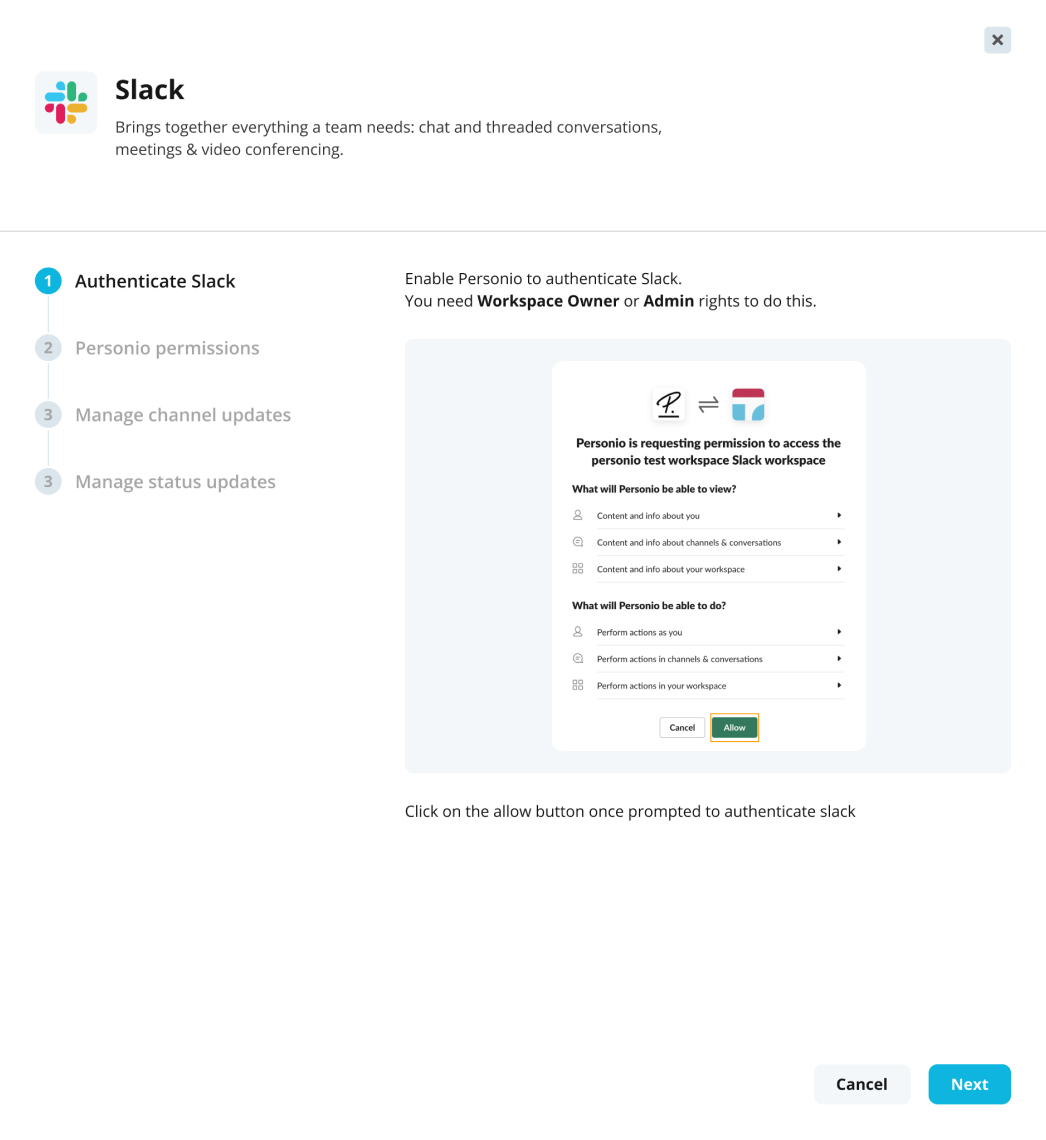 Slack
Brings together everything a team needs: chat and threaded conversations,
meetings & video conferencing.
1 Authenticate Slack
2 Personio permissions
3 Manage channel updates
3 Manage status updates
Enable Personio to authenticate Slack.
You need Workspace Owner or Admin rights to do this.
P.
Personio is requesting permission to access the
personio test workspace Slack workspace
What will Personio be able to view?
Content and info about you
Content and info about channels & conversations
Content and info about your workspace
What will Personio be able to do?
Perform actions as you
Perform actions in channels & conversations
Perform actions in your workspace
Cancel Allow
Click on the allow button once prompted to authenticate slack
Cancel Next